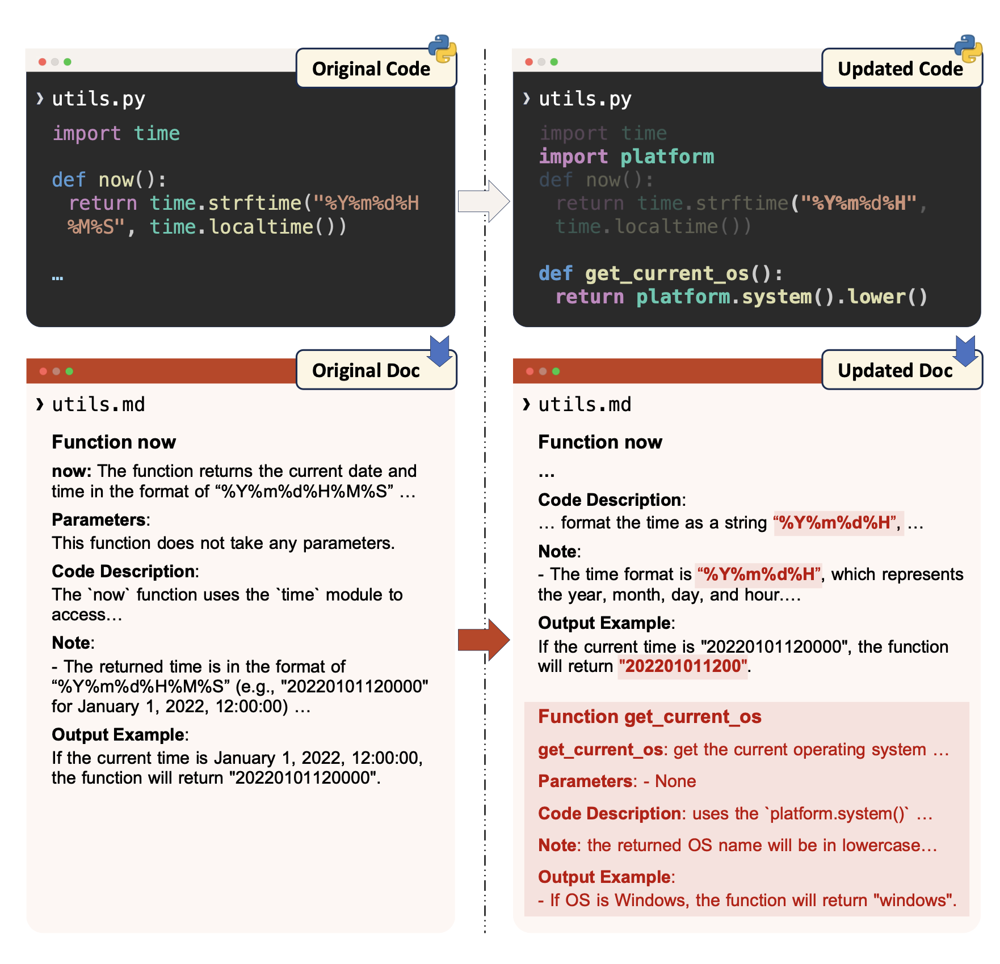 Original Code
❯ utils.py
import time
def now():
return time.strftime("%Y%m%d%H
%M%S", time.localtime())
…
Updated Code
❯ utils.py
import time
import platform
def now():
return time.strftime("%Y%m%d%H",
time.localtime())
def get_current_os():
return platform.system().lower()
Original Doc
❯ utils.md
Function now
now: The function returns the current date and
time in the format of “%Y%m%d%H%M%S” …
Parameters:
This function does not take any parameters.
Code Description:
The `now` function uses the `time` module to
access…
Note:
- The returned time is in the format of
“%Y%m%d%H%M%S” (e.g., "20220101120000"
for January 1, 2022, 12:00:00) …
Output Example:
If the current time is January 1, 2022, 12:00:00,
the function will return "20220101120000".
Updated Doc
❯ utils.md
Function now
…
Code Description:
… format the time as a string “%Y%m%d%H”, …
Note:
- The time format is “%Y%m%d%H”, which represents
the year, month, day, and hour.…
Output Example:
If the current time is "20220101120000", the function
will return "202201011200".
Function get_current_os
get_current_os: get the current operating system …
Parameters: - None
Code Description: uses the `platform.system()` …
Note: the returned OS name will be in lowercase…
Output Example:
- If OS is Windows, the function will return "windows".